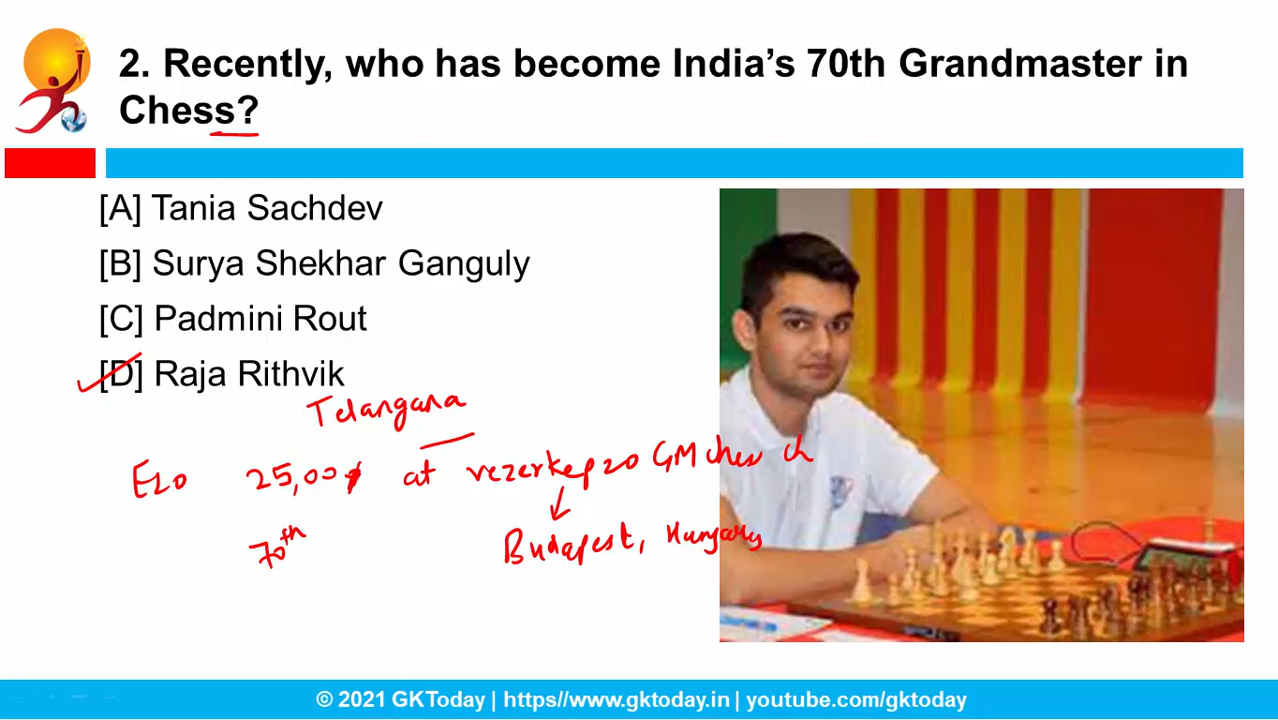 2. Recently, who has become India's 70th Grandmaster in
Chess?
[A] Tania Sachdev
[B] Surya Shekhar Ganguly
[C] Padmini Rout
[D] Raja Rithvik
Telangana
Elo 25,00 at vezerkepzo GM chess ch
70th
Budapest, Hungary
© 2021 GKToday | https//www.gktoday.in | youtube.com/gktoday